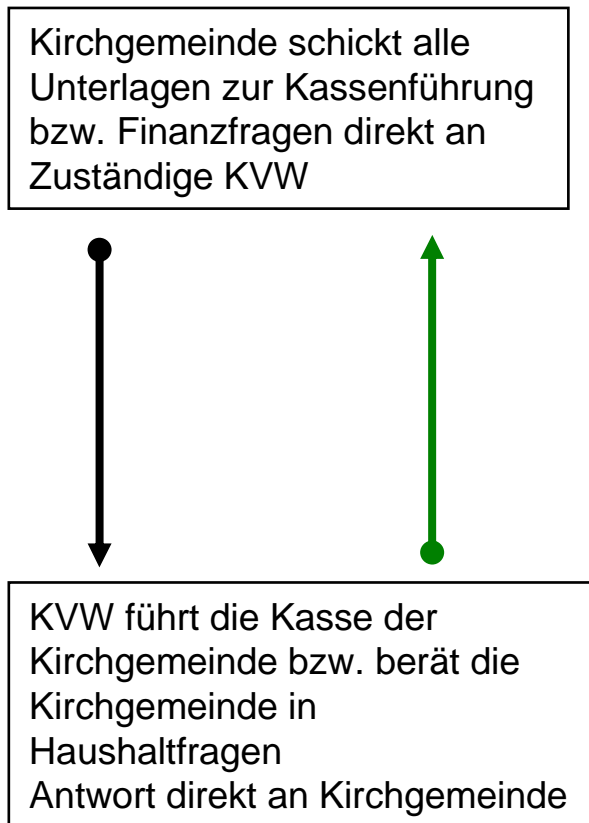 Kirchgemeinde schickt alle
Unterlagen zur Kassenführung
bzw. Finanzfragen direkt an
Zuständige KVW
KVW führt die Kasse der
Kirchgemeinde bzw. berät die
Kirchgemeinde in
Haushaltfragen
Antwort direkt an Kirchgemeinde